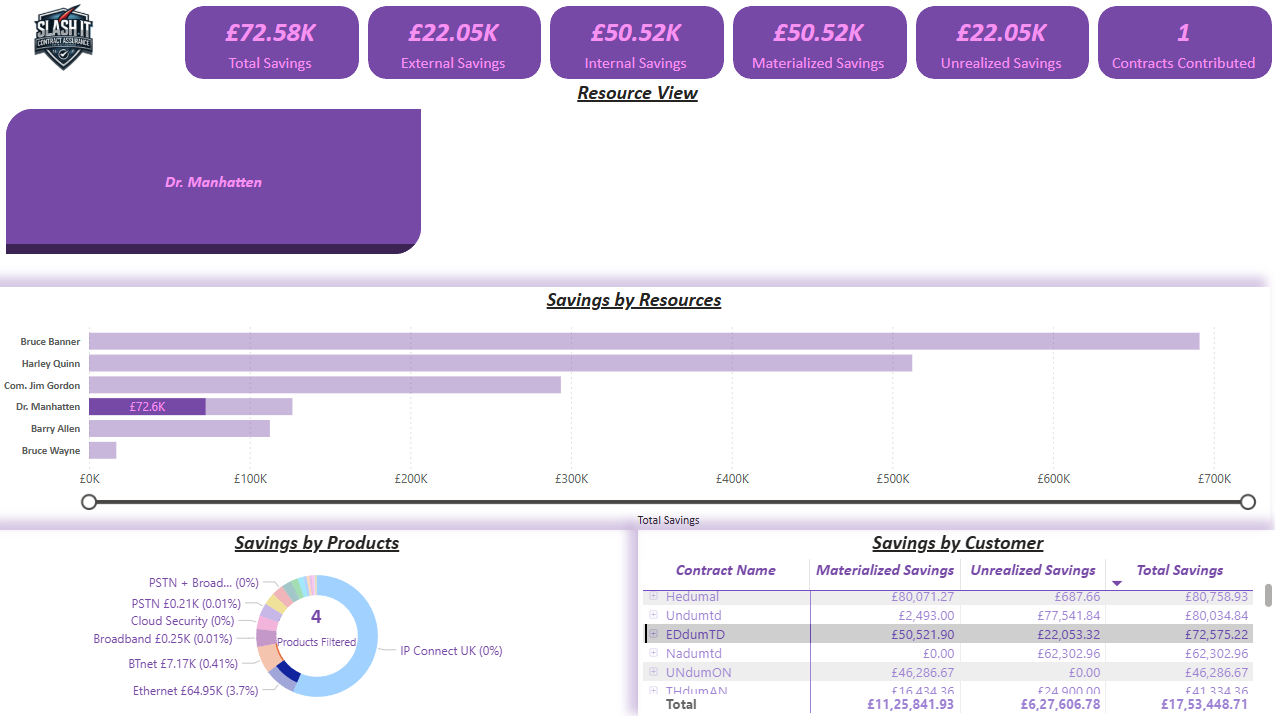 SLASH IT
CONTRACT ASSURANCE
£72.58K
Total Savings
£22.05K
External Savings
£50.52K
Internal Savings
£50.52K
Materialized Savings
£22.05K
Unrealized Savings
1
Contracts Contributed
Resource View
Dr. Manhatten
Savings by Resources
Bruce Banner
Harley Quinn
Com. Jim Gordon
Dr. Manhatten £72.6K
Barry Allen
Bruce Wayne
£0K £100K £200K £300K £400K £500K £600K £700K
Total Savings
Savings by Products
PSTN + Broad... (0%)
PSTN £0.21K (0.01%)
Cloud Security (0%)
Broadband £0.25K (0.01%)
BTnet £7.17K (0.41%)
Ethernet £64.95K (3.7%)
4
Products Filtered
IP Connect UK (0%)
Savings by Customer
Contract Name Materialized Savings Unrealized Savings Total Savings
Hedumal £80,071.27 £687.66 £80,758.93
Undumtd £2,493.00 £77,541.84 £80,034.84
EDdumTD £50,521.90 £22,053.32 £72,575.22
Nadumtd £0.00 £62,302.96 £62,302.96
UNdumON £46,286.67 £0.00 £46,286.67
THdumAN £16,434.36 £24,900.00 £41,334.36
Total £11,25,841.93 £6,27,606.78 £17,53,448.71